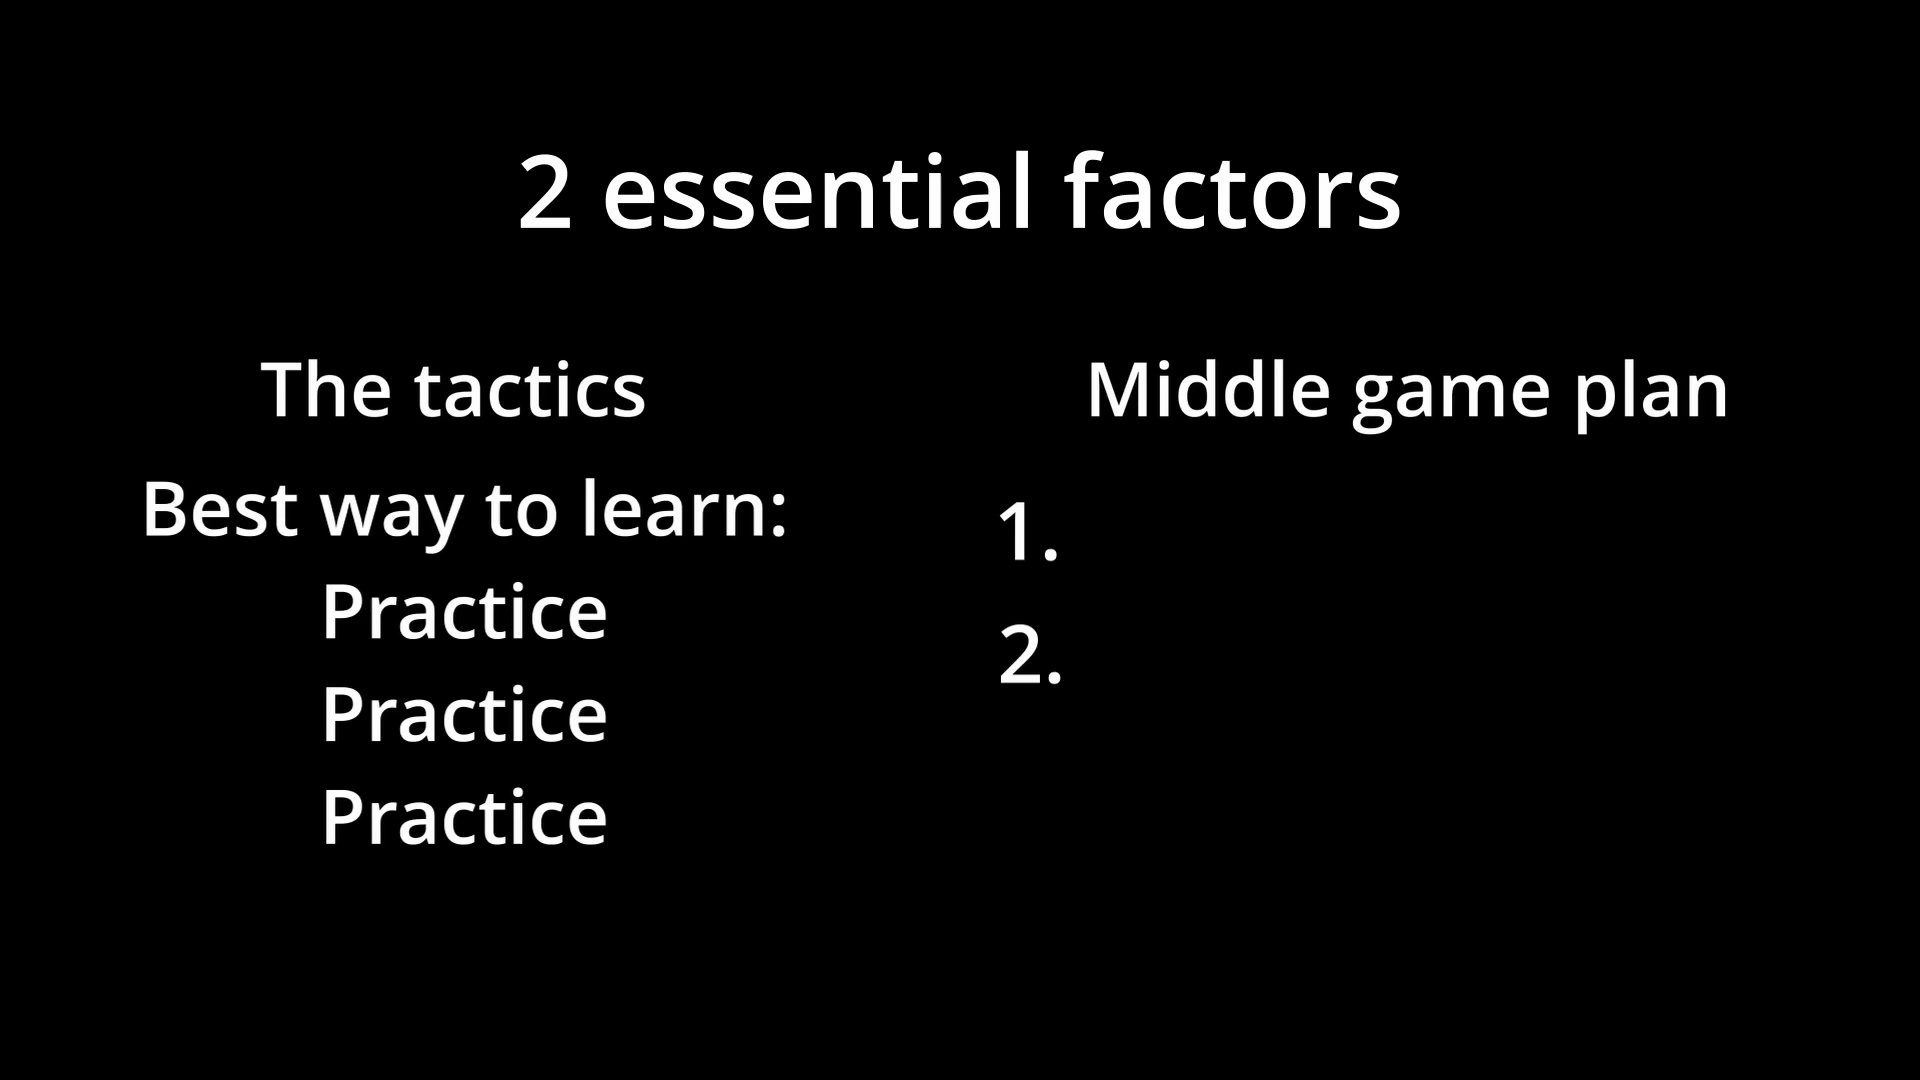 2 essential factors
The tactics
Best way to learn:
Practice
Practice
Practice
Middle game plan
1.
2.